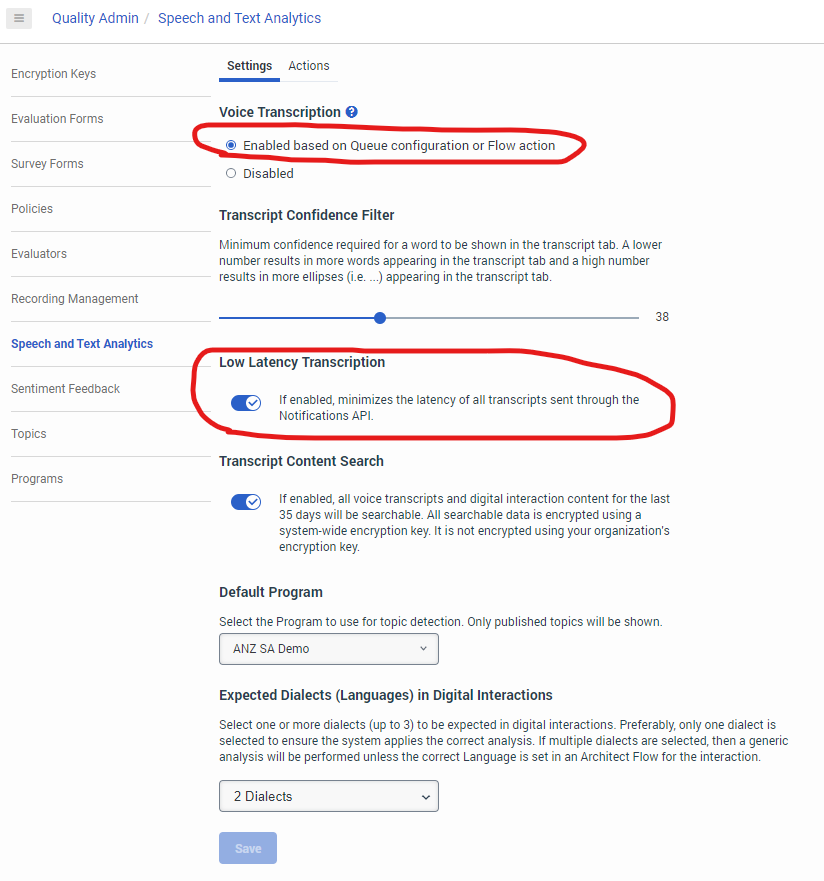 Quality Admin / Speech and Text Analytics
Encryption Keys
Evaluation Forms
Survey Forms
Policies
Evaluators
Recording Management
Speech and Text Analytics
Sentiment Feedback
Topics
Programs
Settings Actions
Voice Transcription ?
Enabled based on Queue configuration or Flow action
Disabled
Transcript Confidence Filter
Minimum confidence required for a word to be shown in the transcript tab. A lower
number results in more words appearing in the transcript tab and a high number
results in more ellipses (i.e. ...) appearing in the transcript tab.
38
Low Latency Transcription
If enabled, minimizes the latency of all transcripts sent through the
Notifications API.
Transcript Content Search
If enabled, all voice transcripts and digital interaction content for the last
35 days will be searchable. All searchable data is encrypted using a
system-wide encryption key. It is not encrypted using your organization's
encryption key.
Default Program
Select the Program to use for topic detection. Only published topics will be shown.
ANZ SA Demo
Expected Dialects (Languages) in Digital Interactions
Select one or more dialects (up to 3) to be expected in digital interactions. Preferably, only one dialect is
selected to ensure the system applies the correct analysis. If multiple dialects are selected, then a generic
analysis will be performed unless the correct Language is set in an Architect Flow for the interaction.
2 Dialects
Save